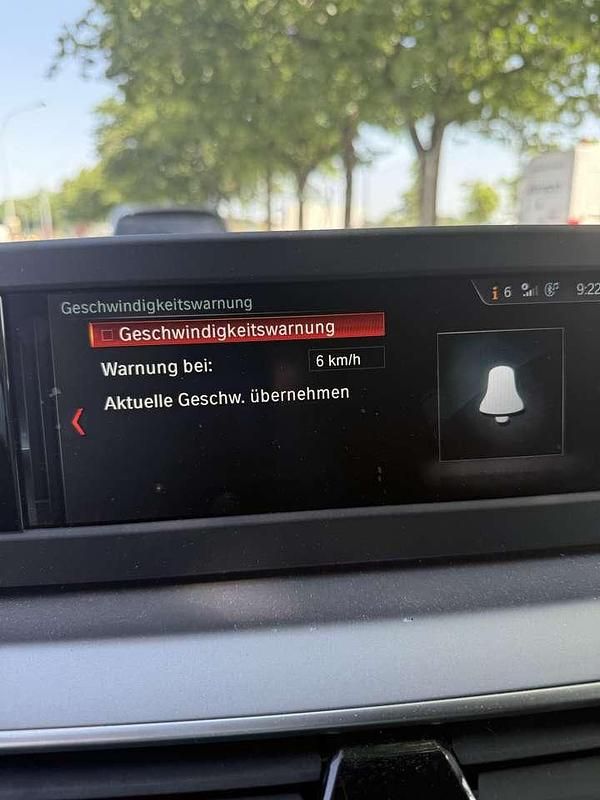 Geschwindigkeitswarnung
i 6 9:22
Geschwindigkeitswarnung
Warnung bei: 6 km/h
Aktuelle Geschw. übernehmen